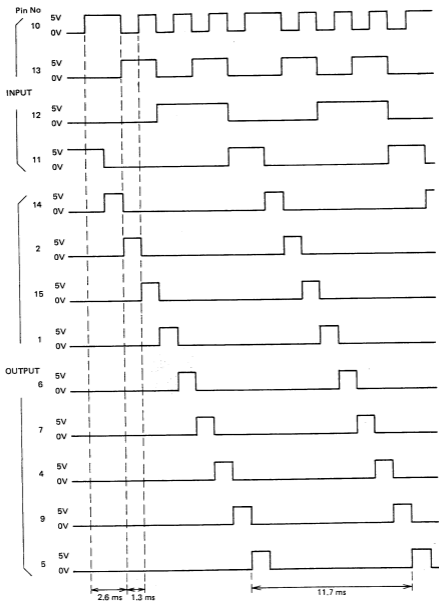 Pin No
10 5V
0V
13 5V
0V
INPUT
12 5V
0V
11 5V
0V
14 5V
0V
2 5V
0V
15 5V
0V
1 5V
0V
OUTPUT
6 5V
0V
7 5V
0V
4 5V
0V
9 5V
0V
5 5V
0V
2.6 ms 1.3 ms 11.7 ms